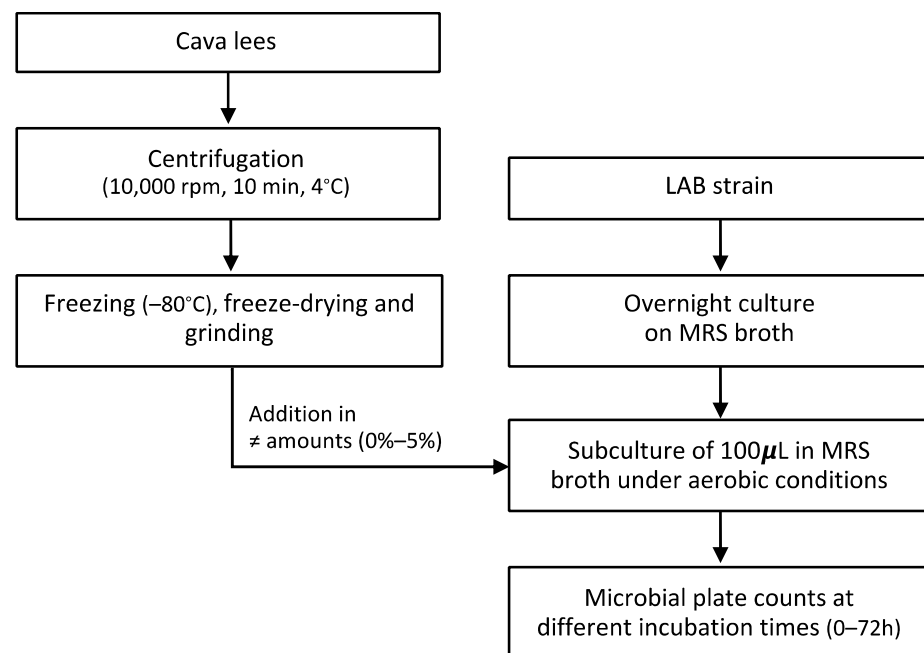 Cava lees
Centrifugation
(10,000 rpm, 10 min, 4°C)
Freezing (–80°C), freeze-drying and
grinding
Addition in
≠ amounts (0%–5%)
LAB strain
Overnight culture
on MRS broth
Subculture of 100μL in MRS
broth under aerobic conditions
Microbial plate counts at
different incubation times (0–72h)